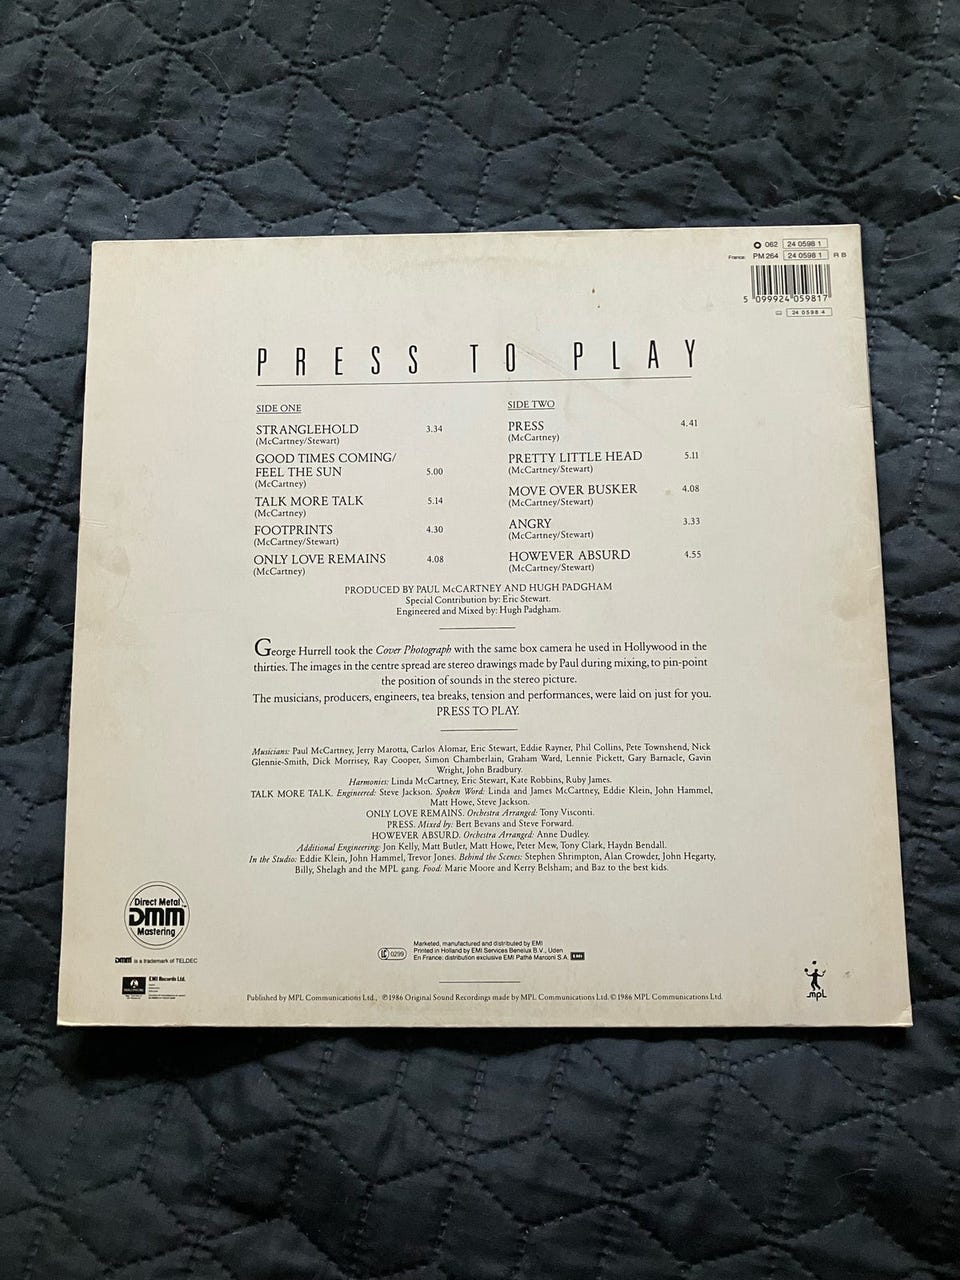 062 24 0598 1
France: PM 264 24 0598 1 R B
5 099924 059817
24 0598 4
PRESS TO PLAY
SIDE ONE
STRANGLEHOLD 3.34
(McCartney/Stewart)
GOOD TIMES COMING/
FEEL THE SUN 5.00
(McCartney)
TALK MORE TALK 5.14
(McCartney)
FOOTPRINTS 4.30
(McCartney/Stewart)
ONLY LOVE REMAINS 4.08
(McCartney)
SIDE TWO
PRESS 4.41
(McCartney)
PRETTY LITTLE HEAD 5.11
(McCartney/Stewart)
MOVE OVER BUSKER 4.08
(McCartney/Stewart)
ANGRY 3.33
(McCartney/Stewart)
HOWEVER ABSURD 4.55
(McCartney/Stewart)
PRODUCED BY PAUL McCARTNEY AND HUGH PADGHAM
Special Contribution by: Eric Stewart.
Engineered and Mixed by: Hugh Padgham.
George Hurrell took the Cover Photograph with the same box camera he used in Hollywood in the
thirties. The images in the centre spread are stereo drawings made by Paul during mixing, to pin-point
the position of sounds in the stereo picture.
The musicians, producers, engineers, tea breaks, tension and performances, were laid on just for you.
PRESS TO PLAY.
Musicians: Paul McCartney, Jerry Marotta, Carlos Alomar, Eric Stewart, Eddie Rayner, Phil Collins, Pete Townshend, Nick
Glennie-Smith, Dick Morrisey, Ray Cooper, Simon Chamberlain, Graham Ward, Lennie Pickett, Gary Barnacle, Gavin
Wright, John Bradbury.
Harmonies: Linda McCartney, Eric Stewart, Kate Robbins, Ruby James.
TALK MORE TALK. Engineered: Steve Jackson. Spoken Word: Linda and James McCartney, Eddie Klein, John Hammel,
Matt Howe, Steve Jackson.
ONLY LOVE REMAINS. Orchestra Arranged: Tony Visconti.
PRESS. Mixed by: Bert Bevans and Steve Forward.
HOWEVER ABSURD. Orchestra Arranged: Anne Dudley.
Additional Engineering: Jon Kelly, Matt Butler, Matt Howe, Peter Mew, Tony Clark, Haydn Bendall.
In the Studio: Eddie Klein, John Hammel, Trevor Jones. Behind the Scenes: Stephen Shrimpton, Alan Crowder, John Hegarty,
Billy, Shelagh and the MPL gang. Food: Marie Moore and Kerry Belsham; and Baz to the best kids.
Direct Metal
DMM
Mastering
DMM is a trademark of TELDEC
EMI Records Ltd.
LC 0299
Marketed, manufactured and distributed by EMI
Printed in Holland by EMI Services Benelux B.V., Uden
En France: distribution exclusive EMI Pathé Marconi S.A. EMI
MPL
Published by MPL Communications Ltd., ℗1986 Original Sound Recordings made by MPL Communications Ltd. ©1986 MPL Communications Ltd.